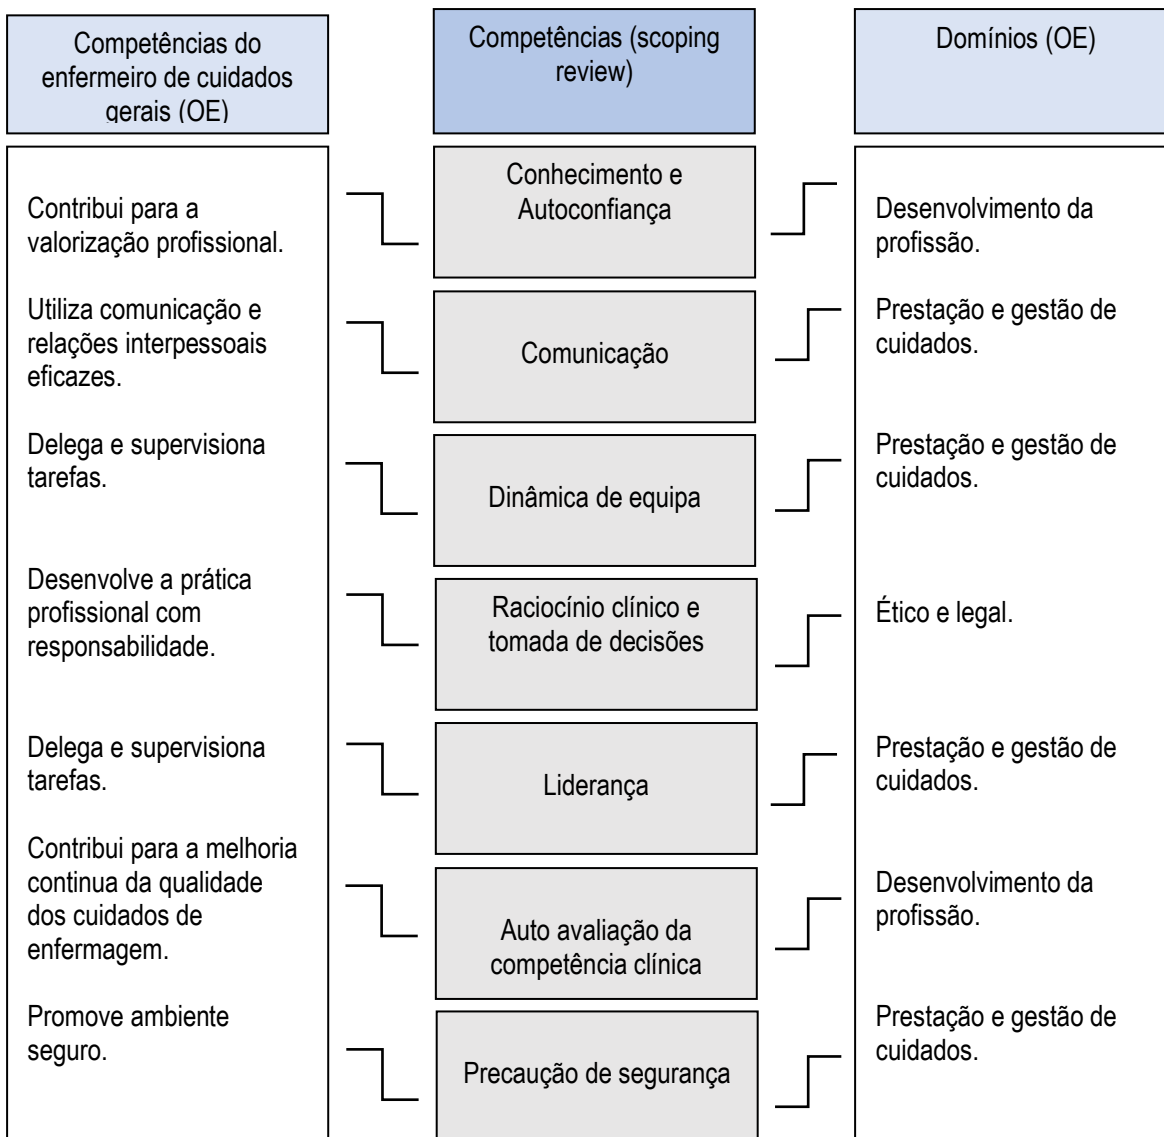 Competências do
enfermeiro de cuidados
gerais (OE)
Competências (scoping
review)
Domínios (OE)
Contribui para a
valorização profissional.
Conhecimento e
Autoconfiança
Desenvolvimento da
profissão.
Utiliza comunicação e
relações interpessoais
eficazes.
Comunicação
Prestação e gestão de
cuidados.
Delega e supervisiona
tarefas.
Dinâmica de equipa
Prestação e gestão de
cuidados.
Desenvolve a prática
profissional com
responsabilidade.
Raciocínio clínico e
tomada de decisões
Ético e legal.
Delega e supervisiona
tarefas.
Liderança
Prestação e gestão de
cuidados.
Contribui para a melhoria
continua da qualidade
dos cuidados de
enfermagem.
Auto avaliação da
competência clínica
Desenvolvimento da
profissão.
Promove ambiente
seguro.
Precaução de segurança
Prestação e gestão de
cuidados.